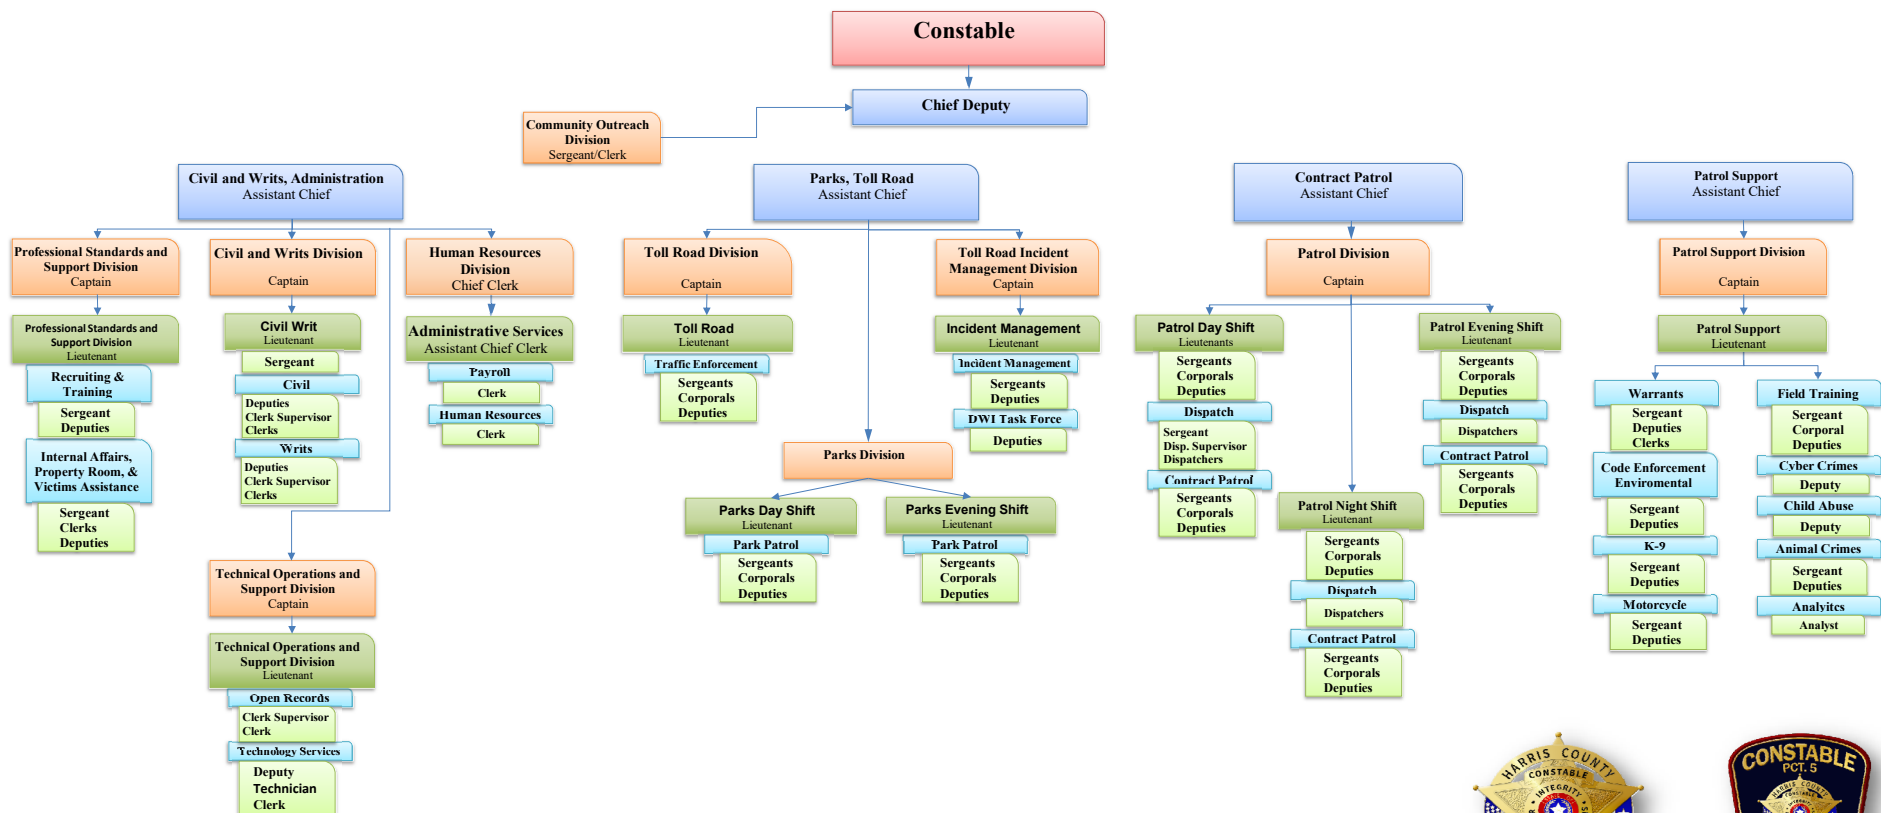 Constable
Chief Deputy
Community Outreach
Division
Sergeant/Clerk
Civil and Writs, Administration
Assistant Chief
Professional Standards and
Support Division
Captain
Professional Standards and
Support Division
Lieutenant
Recruiting &
Training
Sergeant
Deputies
Internal Affairs,
Property Room, &
Victims Assistance
Sergeant
Clerks
Deputies
Civil and Writs Division
Captain
Civil Writ
Lieutenant
Sergeant
Civil
Deputies
Clerk Supervisor
Clerks
Writs
Deputies
Clerk Supervisor
Clerks
Human Resources
Division
Chief Clerk
Administrative Services
Assistant Chief Clerk
Payroll
Clerk
Human Resources
Clerk
Technical Operations and
Support Division
Captain
Technical Operations and
Support Division
Lieutenant
Open Records
Clerk Supervisor
Clerk
Technology Services
Deputy
Technician
Clerk
Parks, Toll Road
Assistant Chief
Toll Road Division
Captain
Toll Road
Lieutenant
Traffic Enforcement
Sergeants
Corporals
Deputies
Toll Road Incident
Management Division
Captain
Incident Management
Lieutenant
Incident Management
Sergeants
Deputies
DWI Task Force
Deputies
Parks Division
Parks Day Shift
Lieutenant
Park Patrol
Sergeants
Corporals
Deputies
Parks Evening Shift
Lieutenant
Park Patrol
Sergeants
Corporals
Deputies
Contract Patrol
Assistant Chief
Patrol Division
Captain
Patrol Day Shift
Lieutenants
Sergeants
Corporals
Deputies
Dispatch
Sergeant
Disp. Supervisor
Dispatchers
Contract Patrol
Sergeants
Corporals
Deputies
Patrol Evening Shift
Lieutenant
Sergeants
Corporals
Deputies
Dispatch
Dispatchers
Contract Patrol
Sergeants
Corporals
Deputies
Patrol Night Shift
Lieutenant
Sergeants
Corporals
Deputies
Dispatch
Dispatchers
Contract Patrol
Sergeants
Corporals
Deputies
Patrol Support
Assistant Chief
Patrol Support Division
Captain
Patrol Support
Lieutenant
Warrants
Sergeant
Deputies
Clerks
Code Enforcement
Enviromental
Sergeant
Deputies
K-9
Sergeant
Deputies
Motorcycle
Sergeant
Deputies
Field Training
Sergeant
Corporal
Deputies
Cyber Crimes
Deputy
Child Abuse
Deputy
Animal Crimes
Sergeant
Deputies
Analyitcs
Analyst
HARRIS COUNTY
CONSTABLE
INTEGRITY
CONSTABLE
PCT. 5
HARRIS COUNTY
CONSTABLE